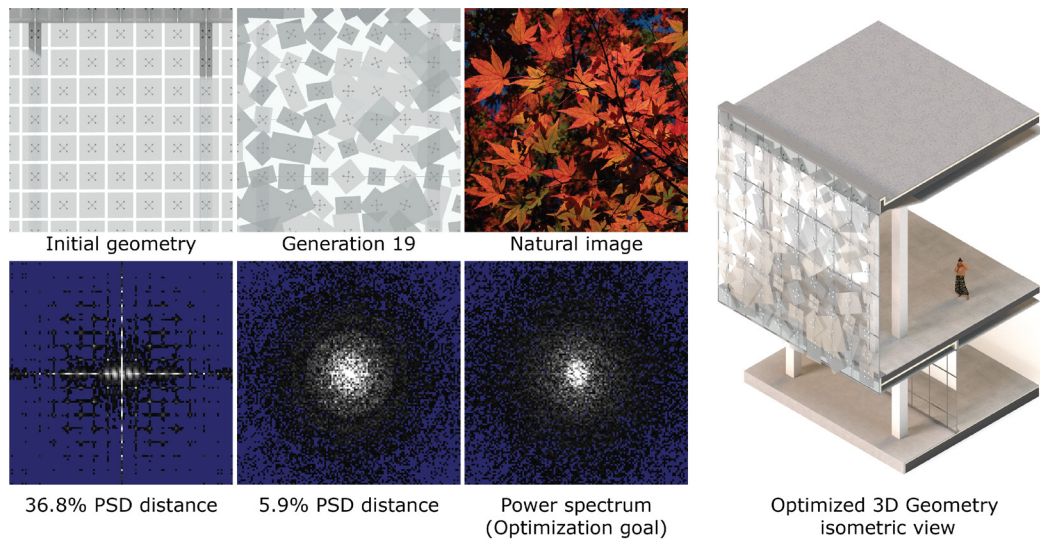 Initial geometry
Generation 19
Natural image
36.8% PSD distance
5.9% PSD distance
Power spectrum
(Optimization goal)
Optimized 3D Geometry
isometric view